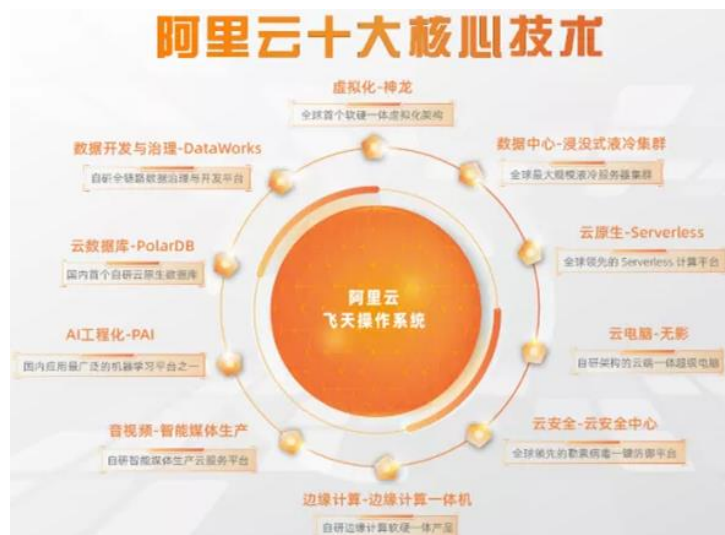 阿里云十大核心技术
虚拟化-神龙
全球首个软硬一体虚拟化架构
数据中心-浸没式液冷集群
全球最大规模液冷服务器集群
云原生-Serverless
全球领先的 Serverless 计算平台
云电脑-无影
自研架构的云端一体超级电脑
云安全-云安全中心
全球领先的勒索病毒一键防御平台
边缘计算-边缘计算一体机
自研边缘计算软硬一体产品
音视频-智能媒体生产
自研智能媒体生产云服务平台
AI工程化-PAI
国内应用最广泛的机器学习平台之一
云数据库-PolarDB
国内首个自研云原生数据库
数据开发与治理-DataWorks
自研全链路数据治理与开发平台
阿里云
飞天操作系统